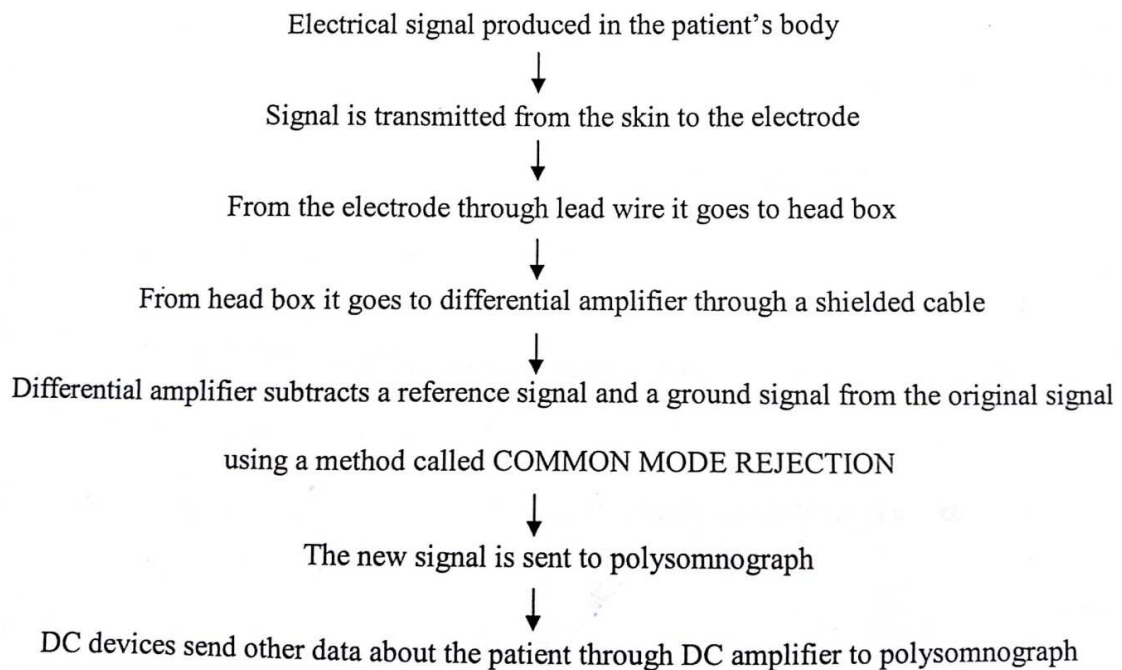 Electrical signal produced in the patient’s body
Signal is transmitted from the skin to the electrode
From the electrode through lead wire it goes to head box
From head box it goes to differential amplifier through a shielded cable
Differential amplifier subtracts a reference signal and a ground signal from the original signal
using a method called COMMON MODE REJECTION
The new signal is sent to polysomnograph
DC devices send other data about the patient through DC amplifier to polysomnograph